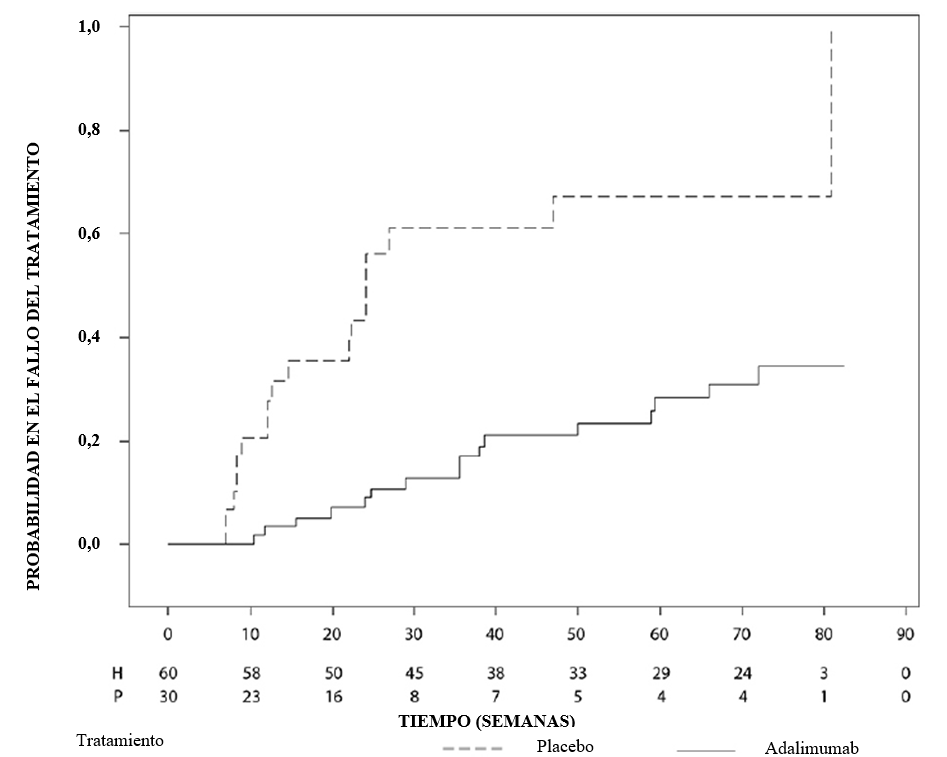 PROBABILIDAD EN EL FALLO DEL TRATAMIENTO
1,0
0,8
0,6
0,4
0,2
0,0
0 10 20 30 40 50 60 70 80 90
H 60 58 50 45 38 33 29 24 3 0
P 30 23 16 8 7 5 4 4 1 0
TIEMPO (SEMANAS)
Tratamiento Placebo Adalimumab